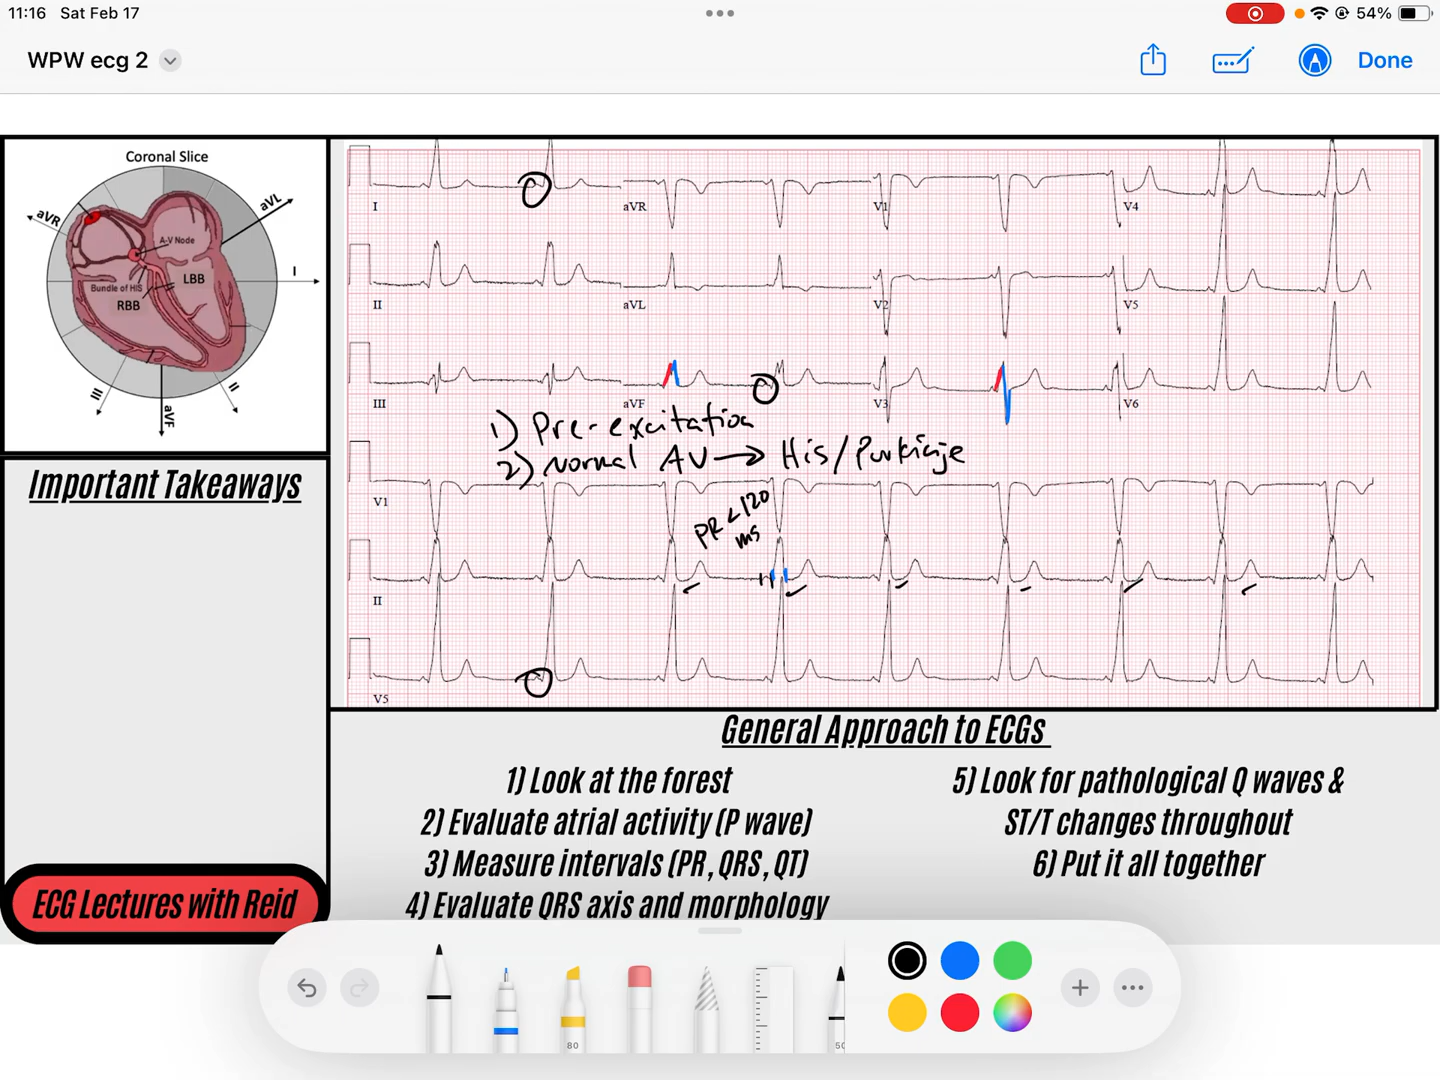 11:16 Sat Feb 17
54%
WPW ecg 2
Done
Coronal Slice
aVR
aVL
A-V Node
I
LBB
Bundle of HIS
RBB
III
aVF
II
Important Takeaways
ECG Lectures with Reid
I
aVR
V1
V4
II
aVL
V2
V5
III
aVF
V3
V6
1) Pre-excitation
2) Normal AV → His/Purkinje
V1
PR <120
ms
II
V5
General Approach to ECGs
1) Look at the forest
2) Evaluate atrial activity (P wave)
3) Measure intervals (PR, QRS, QT)
4) Evaluate QRS axis and morphology
5) Look for pathological Q waves &
ST/T changes throughout
6) Put it all together
80
50